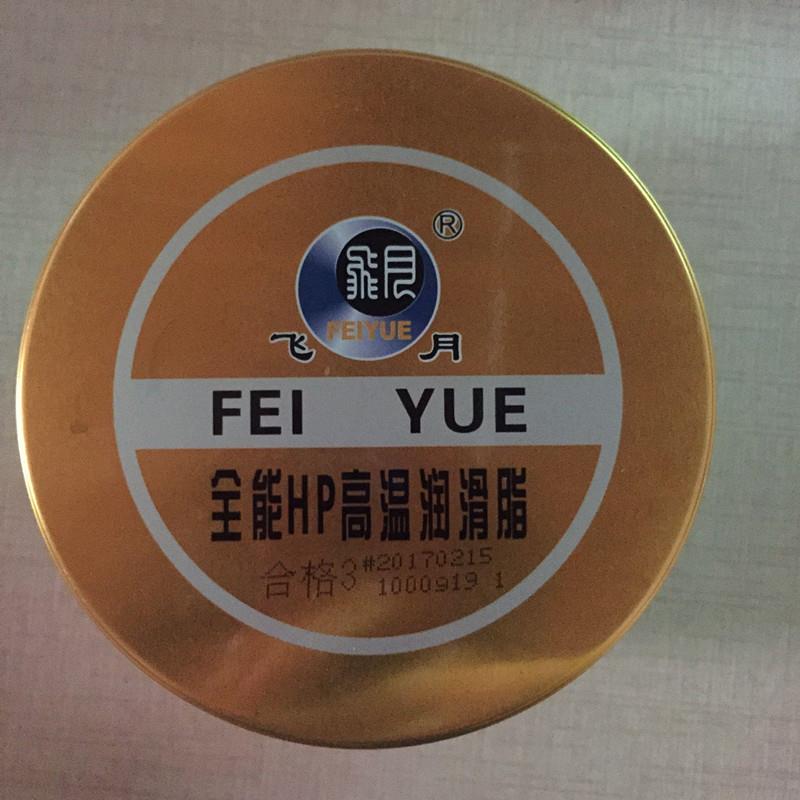 ®
飛月
FEIYUE
飞 月
FEI YUE
全能HP高温润滑脂
合格3#20170215
1000919 1